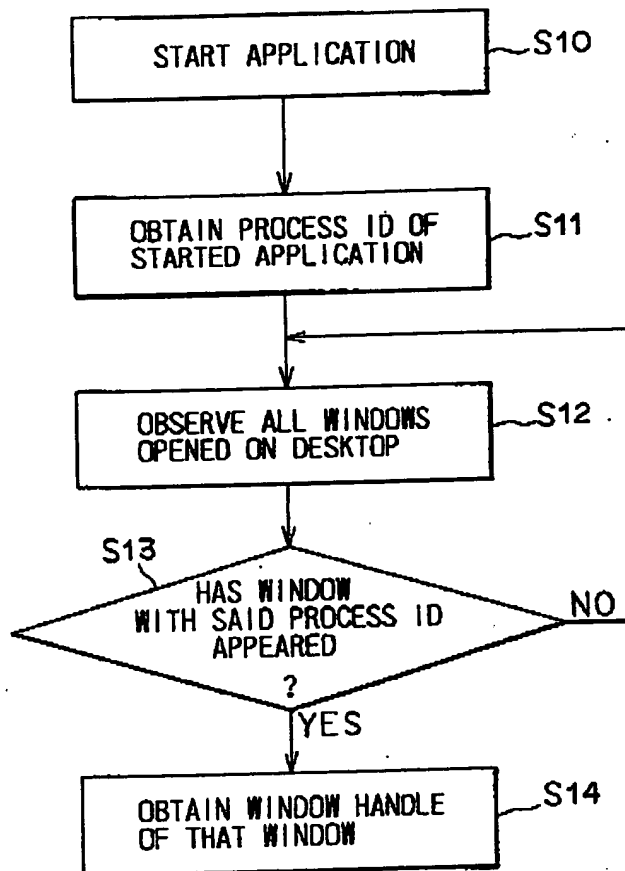 START APPLICATION
S10
OBTAIN PROCESS ID OF
STARTED APPLICATION
S11
OBSERVE ALL WINDOWS
OPENED ON DESKTOP
S12
S13
HAS WINDOW
WITH SAID PROCESS ID
APPEARED
?
NO
YES
OBTAIN WINDOW HANDLE
OF THAT WINDOW
S14